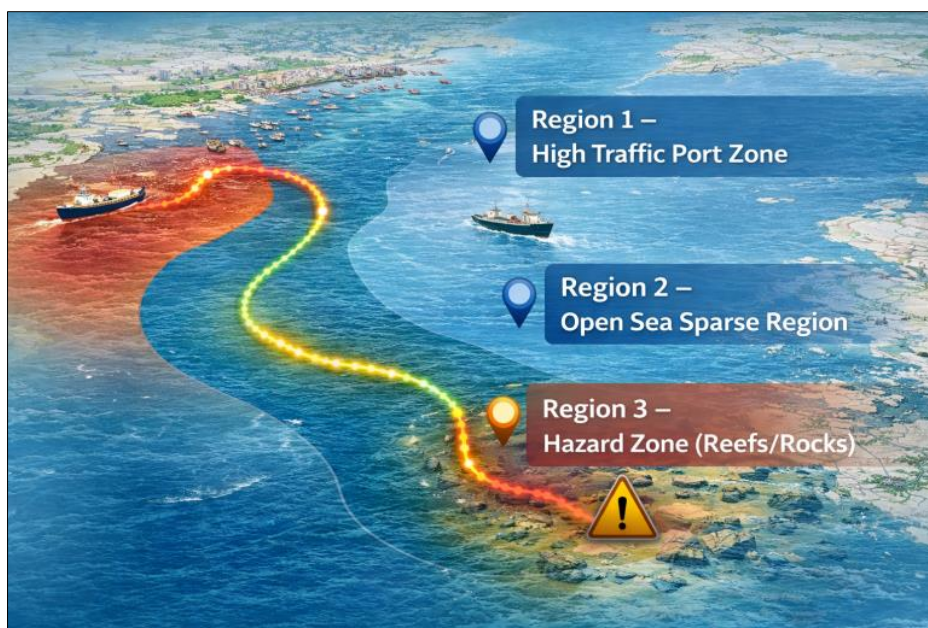 Region 1 –
High Traffic Port Zone
Region 2 –
Open Sea Sparse Region
Region 3 –
Hazard Zone (Reefs/Rocks)
!